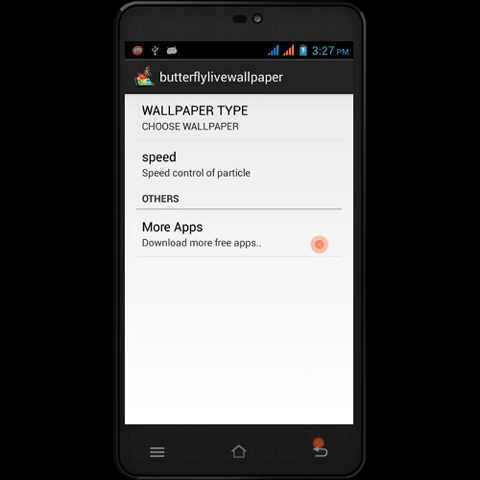 3:27 PM
butterflylivewallpaper
WALLPAPER TYPE
CHOOSE WALLPAPER
speed
Speed control of particle
OTHERS
More Apps
Download more free apps..